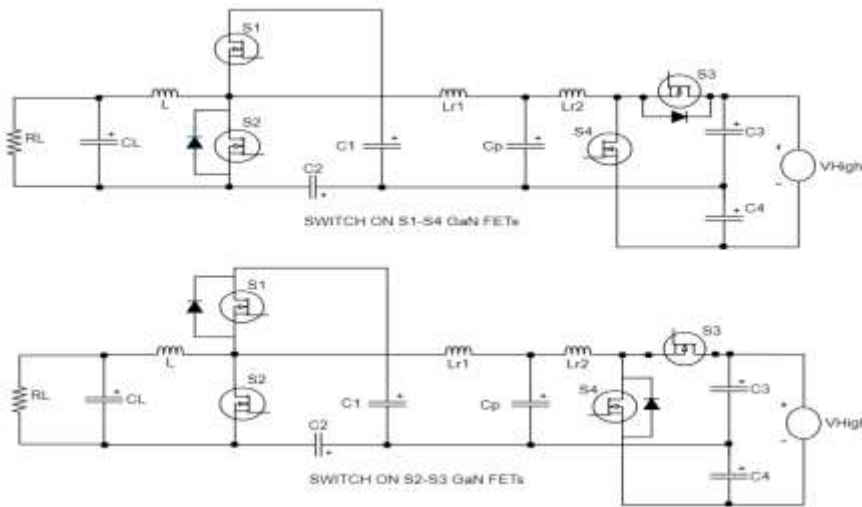 S1
S3
L
Lr1
Lr2
RL
CL
S2
C1
Cp
S4
C3
C2
VHigh
C4
SWITCH ON S1-S4 GaN FETs
S1
S3
L
Lr1
Lr2
RL
CL
S2
C1
Cp
S4
C3
C2
VHigh
C4
SWITCH ON S2-S3 GaN FETs